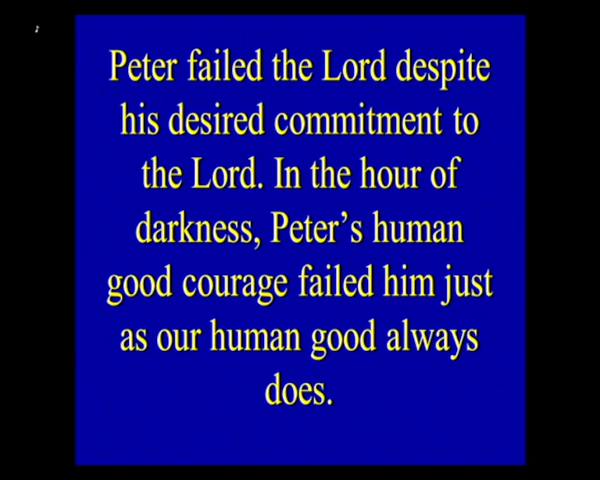 Peter failed the Lord despite
his desired commitment to
the Lord. In the hour of
darkness, Peter’s human
good courage failed him just
as our human good always
does.